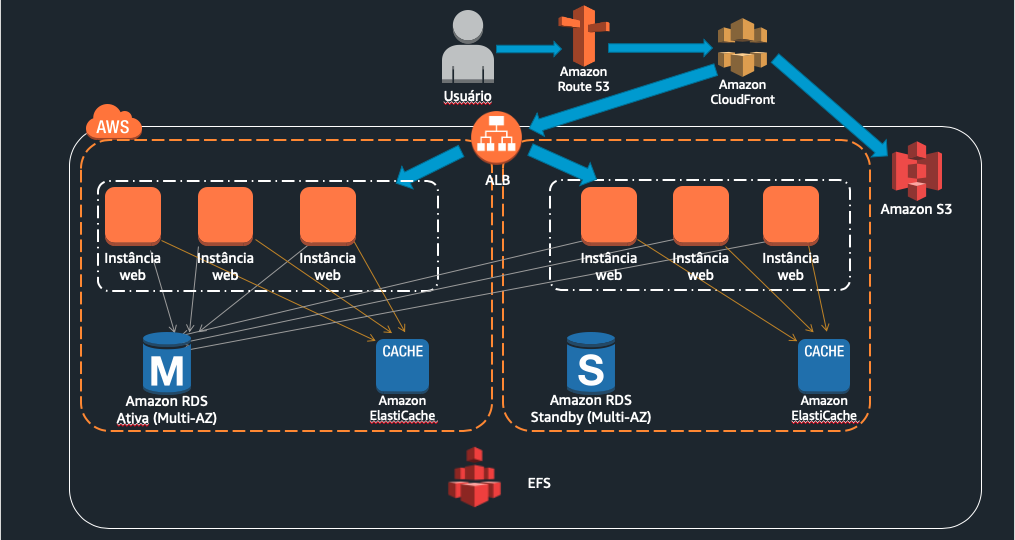 Usuário
Amazon
Route 53
Amazon
CloudFront
AWS
ALB
Amazon S3
Instância
web
Instância
web
Instância
web
Instância
web
Instância
web
Instância
web
M
Amazon RDS
Ativa (Multi-AZ)
CACHE
Amazon
ElastiCache
S
Amazon RDS
Standby (Multi-AZ)
CACHE
Amazon
ElastiCache
EFS